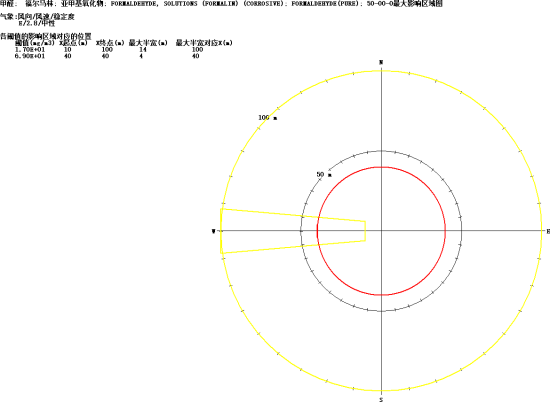 甲醛; 福尔马林; 亚甲基氧化物; FORMALDEHYDE, SOLUTIONS (FORMALIN) (CORROSIVE); FORMALDEHYDE(PURE); 50-00-0最大影响区域图
气象:风向/风速/稳定度
E/2.8/中性
各阈值的影响区域对应的位置
阈值(mg/m3) X起点(m) X终点(m) 最大半宽(m) 最大半宽对应X(m)
1.70E+01 10 100 14 100
6.90E+01 40 40 4 40
N
100 m
50 m
W
E
S